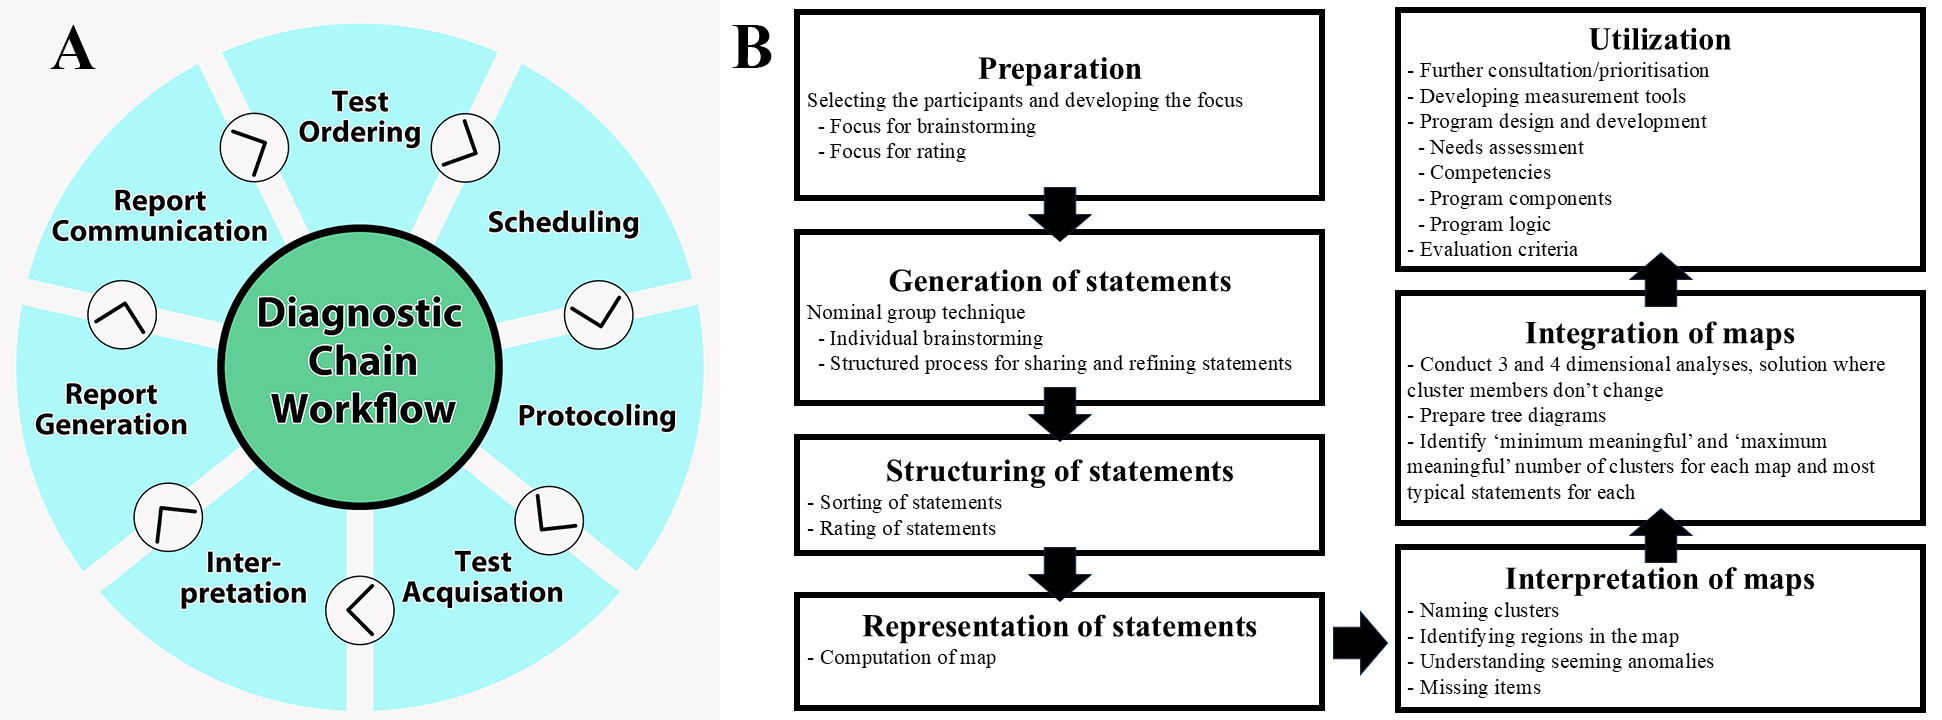 A
Test
Ordering
Scheduling
Protocoling
Test
Acquisation
Inter-
pretation
Report
Generation
Report
Communication
Diagnostic
Chain
Workflow
B
Preparation
Selecting the participants and developing the focus
- Focus for brainstorming
- Focus for rating
Generation of statements
Nominal group technique
- Individual brainstorming
- Structured process for sharing and refining statements
Structuring of statements
- Sorting of statements
- Rating of statements
Representation of statements
- Computation of map
Interpretation of maps
- Naming clusters
- Identifying regions in the map
- Understanding seeming anomalies
- Missing items
Integration of maps
- Conduct 3 and 4 dimensional analyses, solution where
cluster members don’t change
- Prepare tree diagrams
- Identify ‘minimum meaningful’ and ‘maximum
meaningful’ number of clusters for each map and most
typical statements for each
Utilization
- Further consultation/prioritisation
- Developing measurement tools
- Program design and development
- Needs assessment
- Competencies
- Program components
- Program logic
- Evaluation criteria